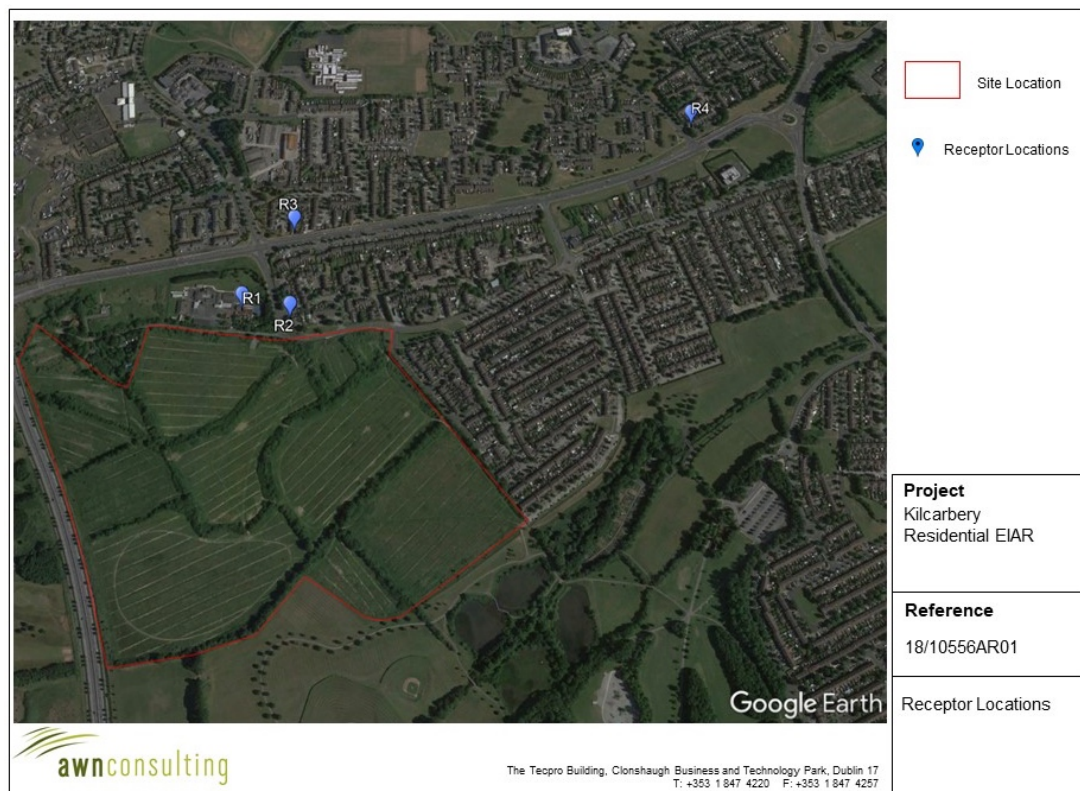 R4
R3
R1
R2
Google Earth
Site Location
Receptor Locations
Project
Kilcarbery
Residential EIAR
Reference
18/10556AR01
Receptor Locations
awnconsulting
The Tecpro Building, Clonshaugh Business and Technology Park, Dublin 17
T: +353 1 847 4220 F: +353 1 847 4257